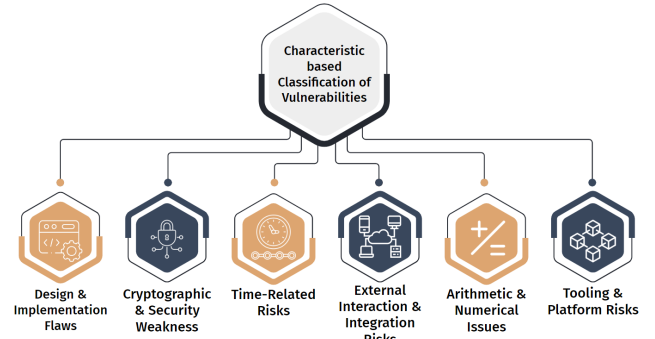 Characteristic
based
Classification of
Vulnerabilities
Design &
Implementation
Flaws
Cryptographic
& Security
Weakness
Time-Related
Risks
External
Interaction &
Integration
Risks
Arithmetic &
Numerical
Issues
Tooling &
Platform Risks